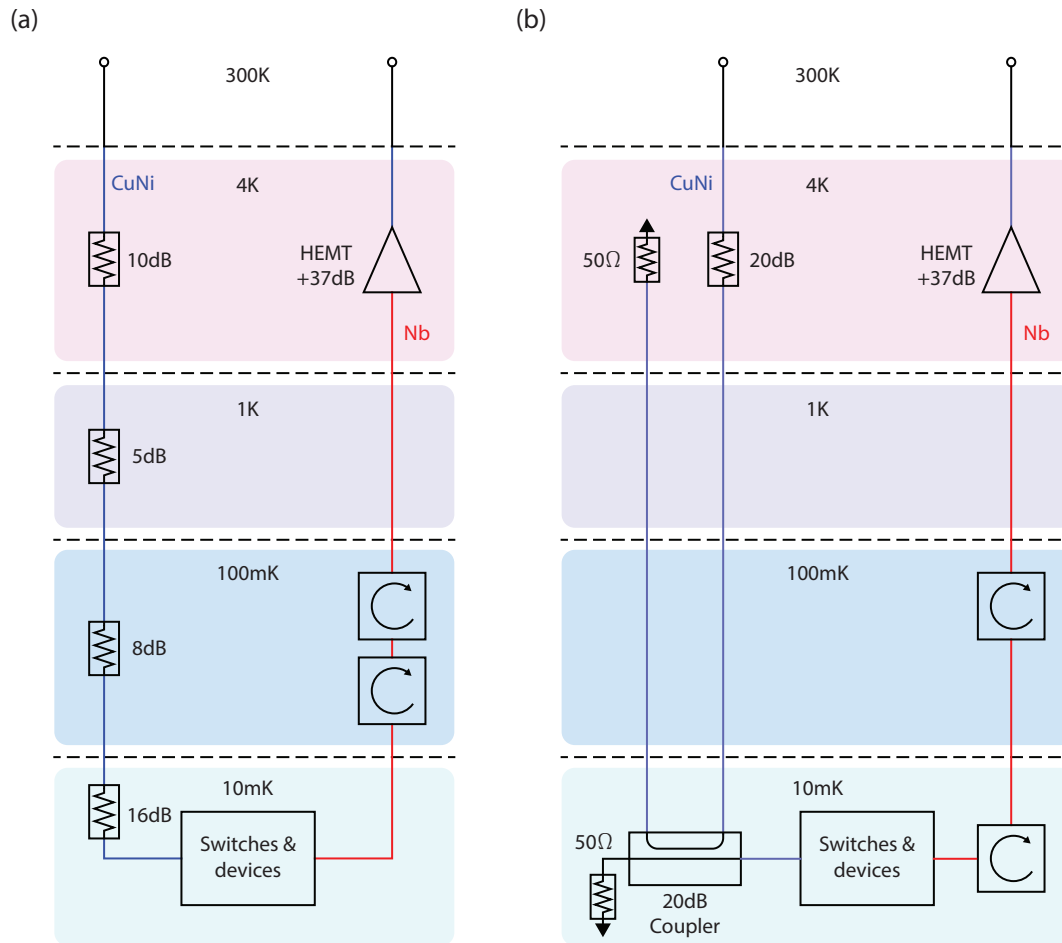 (a)
300K
CuNi
4K
10dB
HEMT
+37dB
Nb
1K
5dB
100mK
8dB
10mK
16dB
Switches &
devices
(b)
300K
CuNi
4K
50Ω
20dB
HEMT
+37dB
Nb
1K
100mK
10mK
50Ω
Switches &
devices
20dB
Coupler